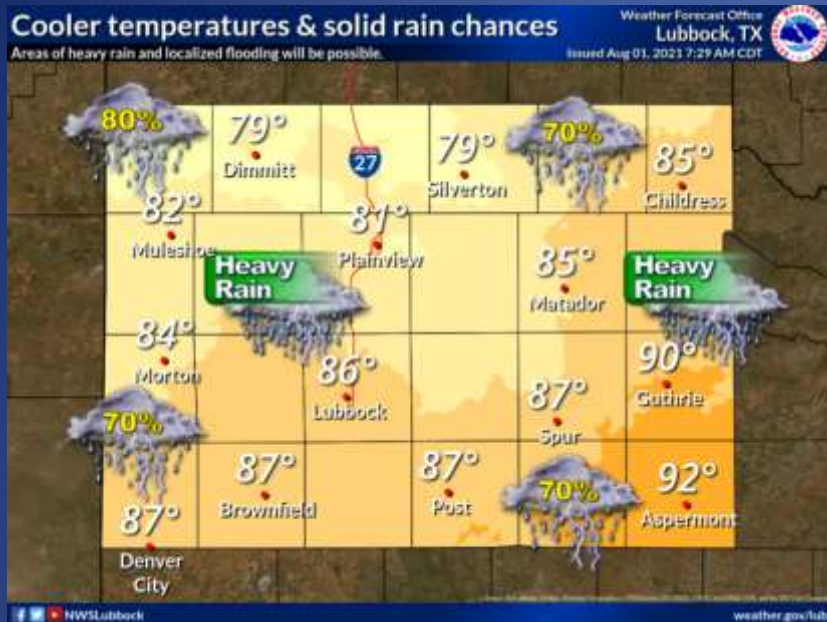 Cooler temperatures & solid rain chances
Areas of heavy rain and localized flooding will be possible.
Weather Forecast Office
Lubbock, TX
Issued Aug 01, 2021 7:29 AM CDT
80%
79°
Dimmitt
27
79°
Silverton
70%
85°
Childress
82°
Muleshoe
81°
Plainview
Heavy
Rain
85°
Matador
Heavy
Rain
84°
Morton
86°
Lubbock
90°
Guthrie
87°
Spur
70%
87°
Brownfield
87°
Post
70%
92°
Aspermont
87°
Denver
City
NWSLubbock
weather.gov/lub